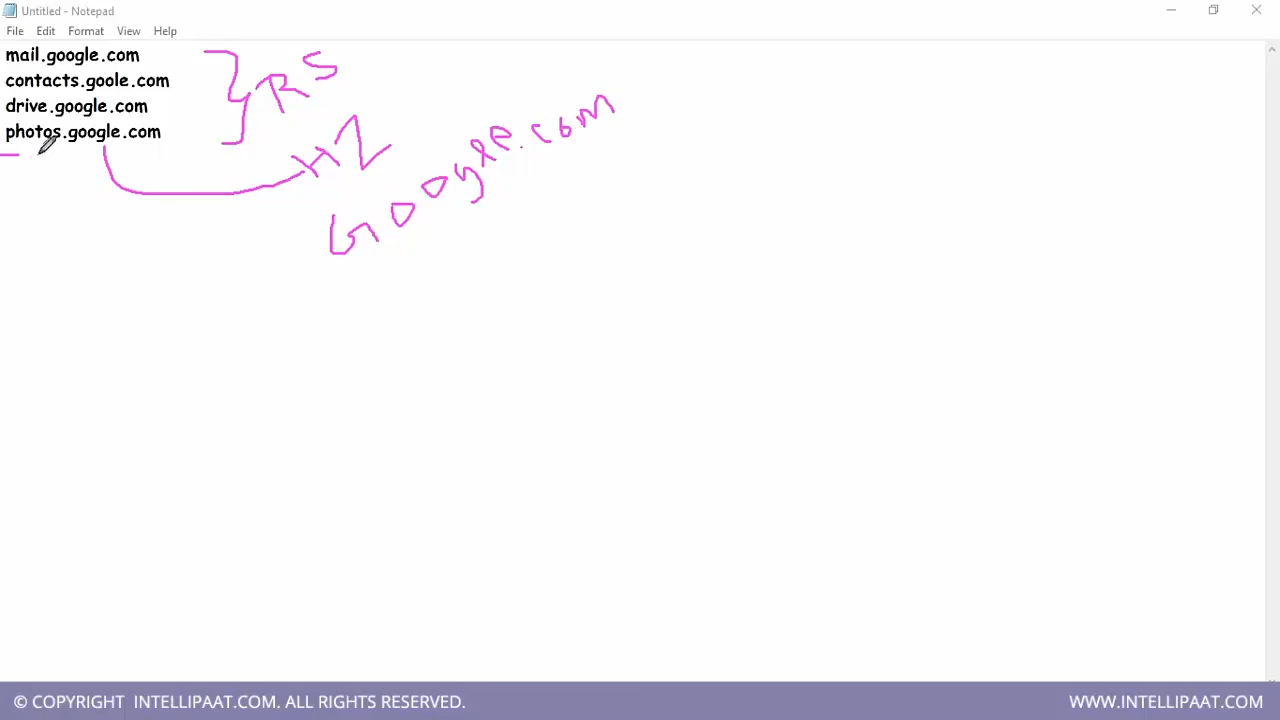 Untitled - Notepad
File Edit Format View Help
mail.google.com
contacts.goole.com
drive.google.com
photos.google.com
RS
HZ
Google.com
© COPYRIGHT INTELLIPAAT.COM. ALL RIGHTS RESERVED.
WWW.INTELLIPAAT.COM